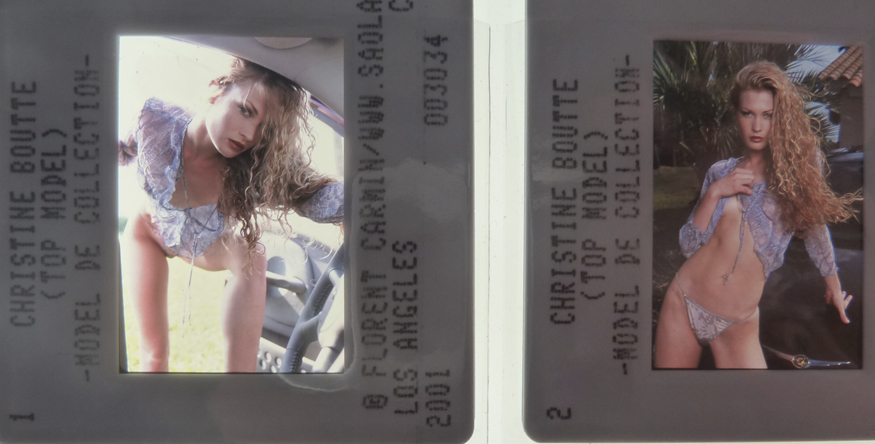 CHRISTINE BOUTTE
(TOP MODEL)
-MODEL DE COLLECTION-
1
@ FLORENT CARMIN/WWW.SAOLA
LOS ANGELES
2001
003034
C
CHRISTINE BOUTTE
(TOP MODEL)
-MODEL DE COLLECTION-
2